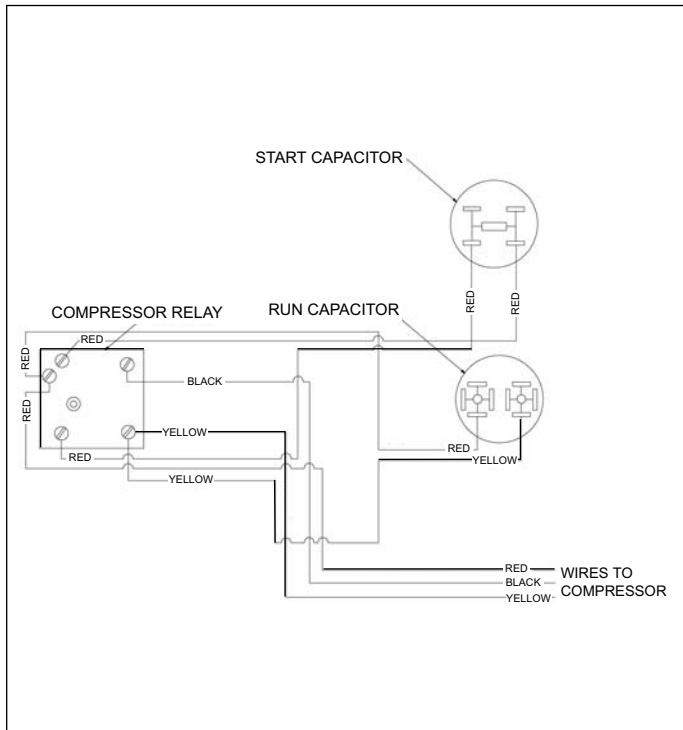 START CAPACITOR
RED
RED
COMPRESSOR RELAY
RUN CAPACITOR
RED
RED
BLACK
RED
YELLOW
RED
RED
YELLOW
YELLOW
RED
BLACK
YELLOW
WIRES TO
COMPRESSOR